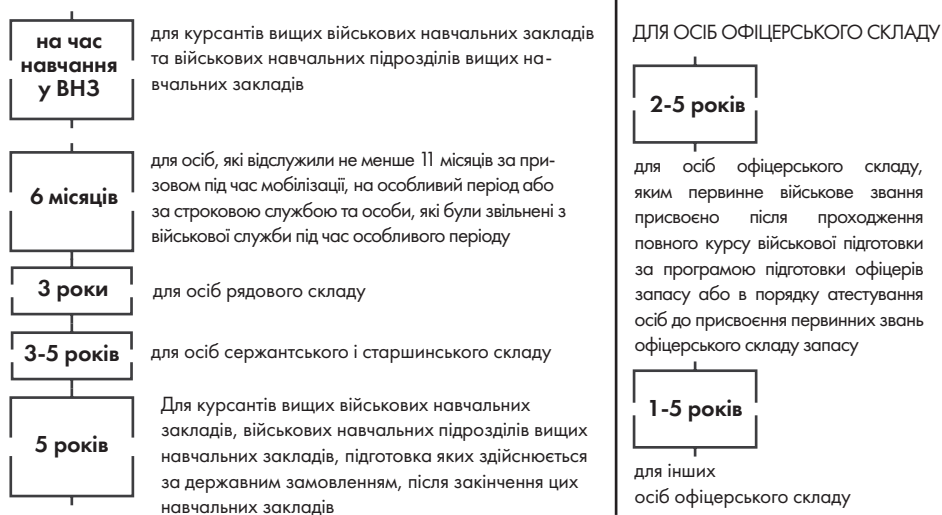 на час
навчання
у ВНЗ
для курсантів вищих військових навчальних закладів
та військових навчальних підрозділів вищих на-
вчальних закладів
6 місяців
для осіб, які відслужили не менше 11 місяців за при-
зовом під час мобілізації, на особливий період або
за строковою службою та особи, які були звільнені з
військової служби під час особливого періоду
3 роки
для осіб рядового складу
3-5 років
для осіб сержантського і старшинського складу
5 років
Для курсантів вищих військових навчальних
закладів, військових навчальних підрозділів вищих
навчальних закладів, підготовка яких здійснюється
за державним замовленням, після закінчення цих
навчальних закладів
ДЛЯ ОСІБ ОФІЦЕРСЬКОГО СКЛАДУ
2-5 років
для осіб офіцерського складу,
яким первинне військове звання
присвоєно після проходження
повного курсу військової підготовки
за програмою підготовки офіцерів
запасу або в порядку атестування
осіб до присвоєння первинних звань
офіцерського складу запасу
1-5 років
для інших
осіб офіцерського складу